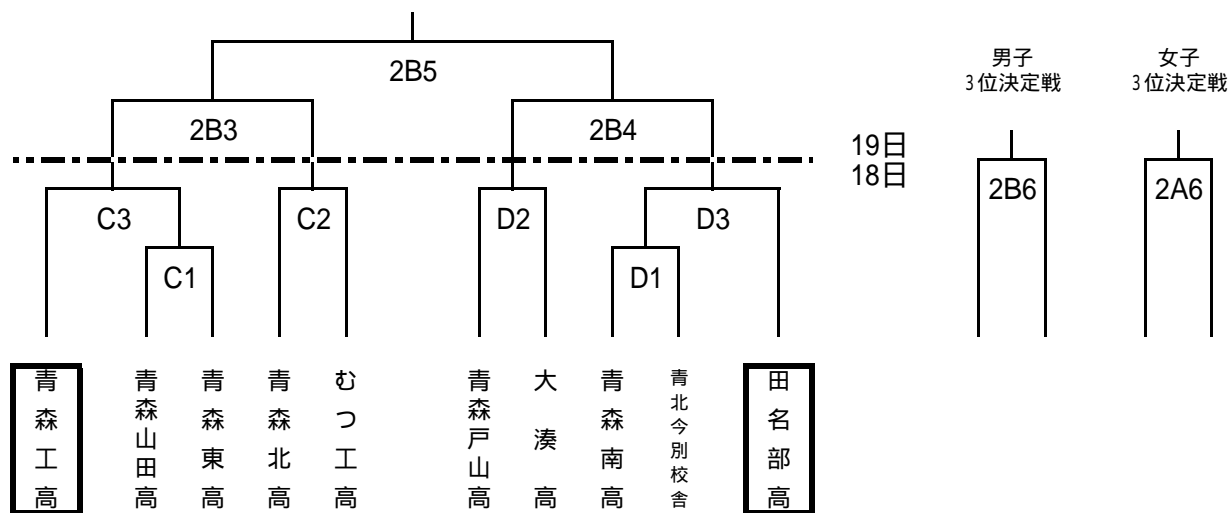 2B5
男子
3位決定戦
女子
3位決定戦
2B3
2B4
19日
18日
C3
C2
D2
D3
2B6
2A6
C1
D1
青森工高
青森山田高
青森東高
青森北高
むつ工高
青森戸山高
大湊高
青森南高
青北今別校舎
田名部高